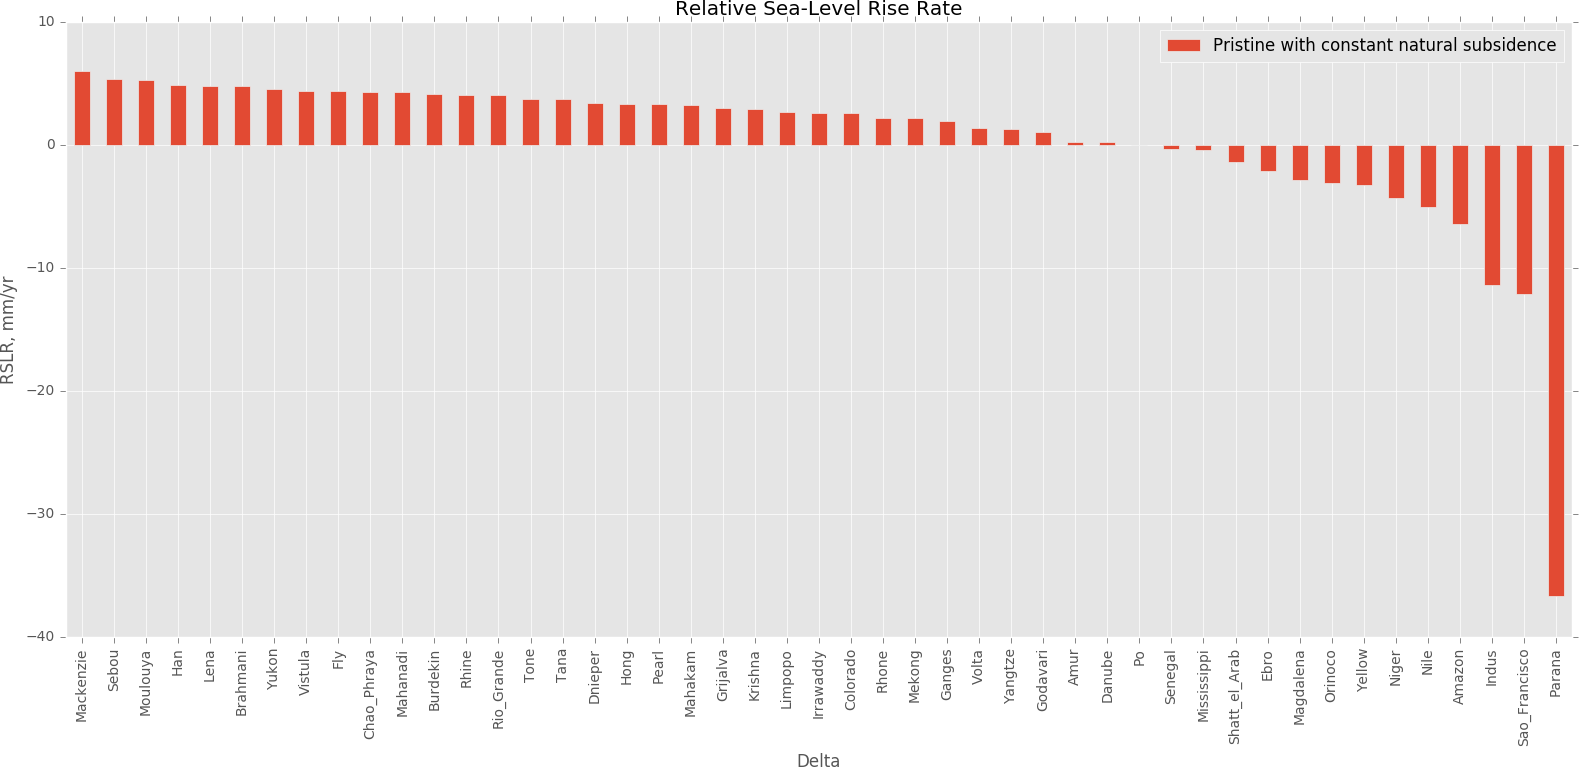 Relative Sea-Level Rise Rate
Pristine with constant natural subsidence
RSLR, mm/yr
10
0
−10
−20
−30
−40
Mackenzie
Sebou
Moulouya
Han
Lena
Brahmani
Yukon
Vistula
Fly
Chao_Phraya
Mahanadi
Burdekin
Rhine
Rio_Grande
Tone
Tana
Dnieper
Hong
Pearl
Mahakam
Grijalva
Krishna
Limpopo
Irrawaddy
Colorado
Rhone
Mekong
Ganges
Volta
Yangtze
Godavari
Amur
Danube
Po
Senegal
Mississippi
Shatt_el_Arab
Ebro
Magdalena
Orinoco
Yellow
Niger
Nile
Amazon
Indus
Sao_Francisco
Parana
Delta